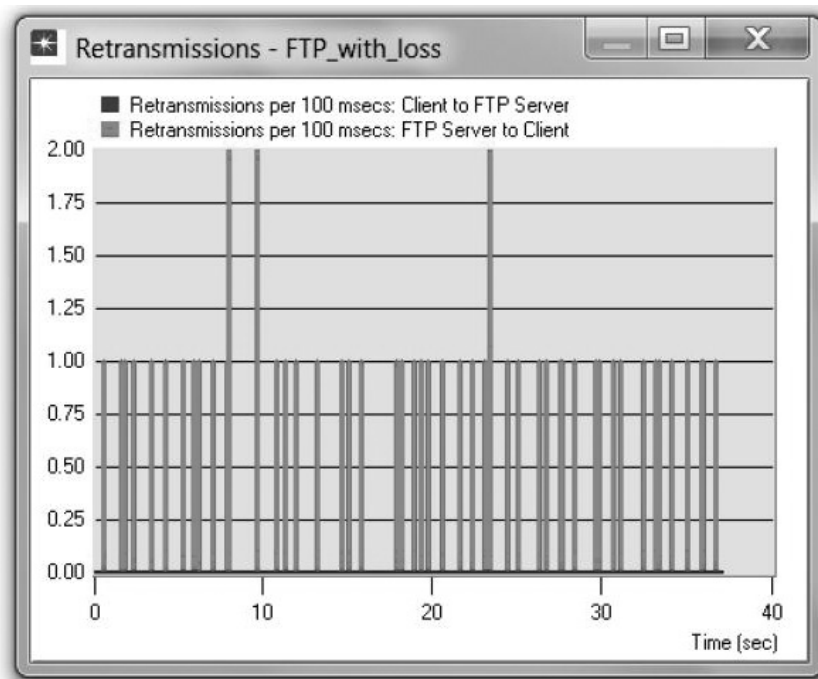 Retransmissions - FTP_with_loss
Retransmissions per 100 msecs: Client to FTP Server
Retransmissions per 100 msecs: FTP Server to Client
2.00
1.75
1.50
1.25
1.00
0.75
0.50
0.25
0.00
0 10 20 30 40
Time (sec)